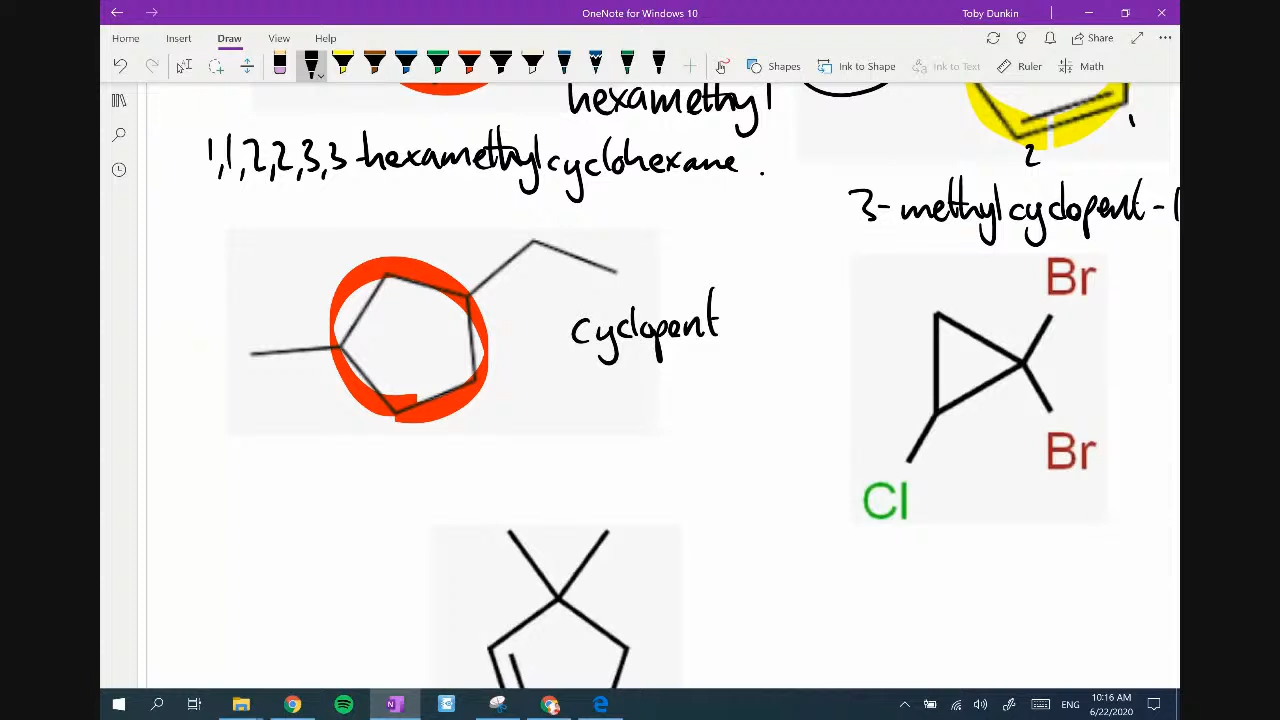 OneNote for Windows 10
Toby Dunkin
Home
Insert
Draw
View
Help
Share
Shapes
Ink to Shape
Ink to Text
Ruler
Math
hexamethyl
1,1,2,2,3,3-hexamethylcyclohexane.
1
2
3-methylcyclopent-1
cyclopent
Br
Br
Cl
ENG
10:16 AM
6/22/2020